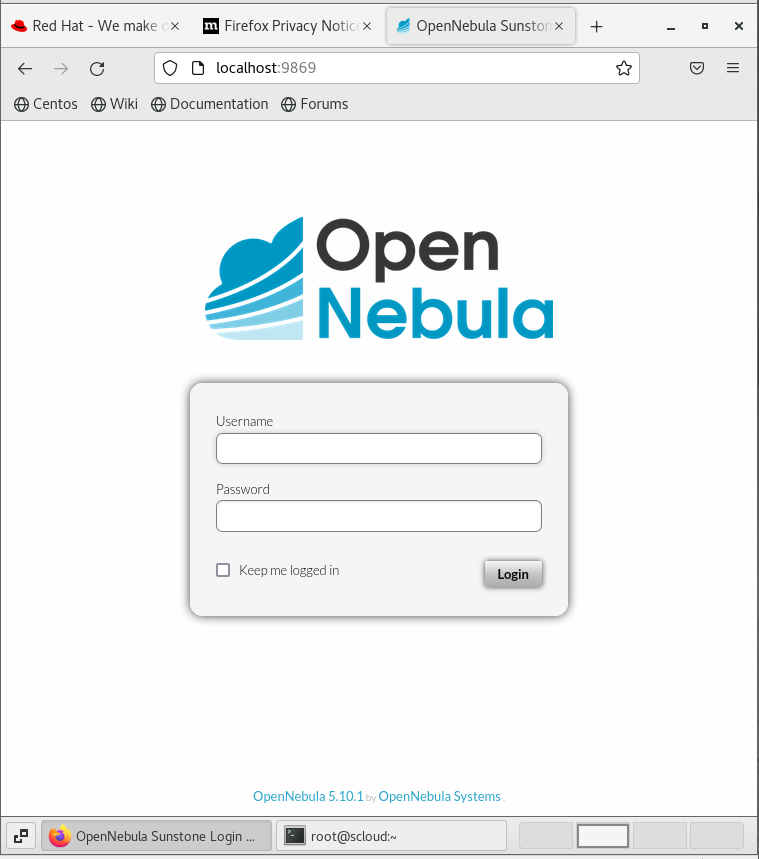 Red Hat - We make o
Firefox Privacy Notice
OpenNebula Sunston
localhost:9869
Centos
Wiki
Documentation
Forums
Open
Nebula
Username
Password
Keep me logged in
Login
OpenNebula 5.10.1 by OpenNebula Systems .
OpenNebula Sunstone Login ...
root@scloud:~